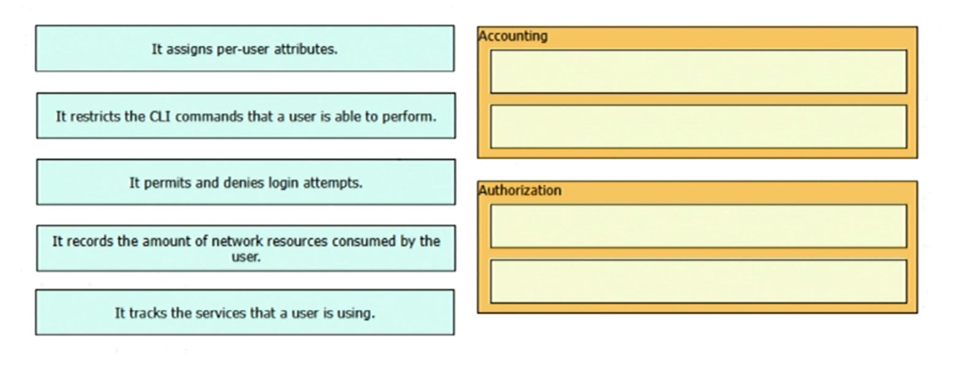 It assigns per-user attributes.
It restricts the CLI commands that a user is able to perform.
It permits and denies login attempts.
It records the amount of network resources consumed by the
user.
It tracks the services that a user is using.
Accounting
Authorization